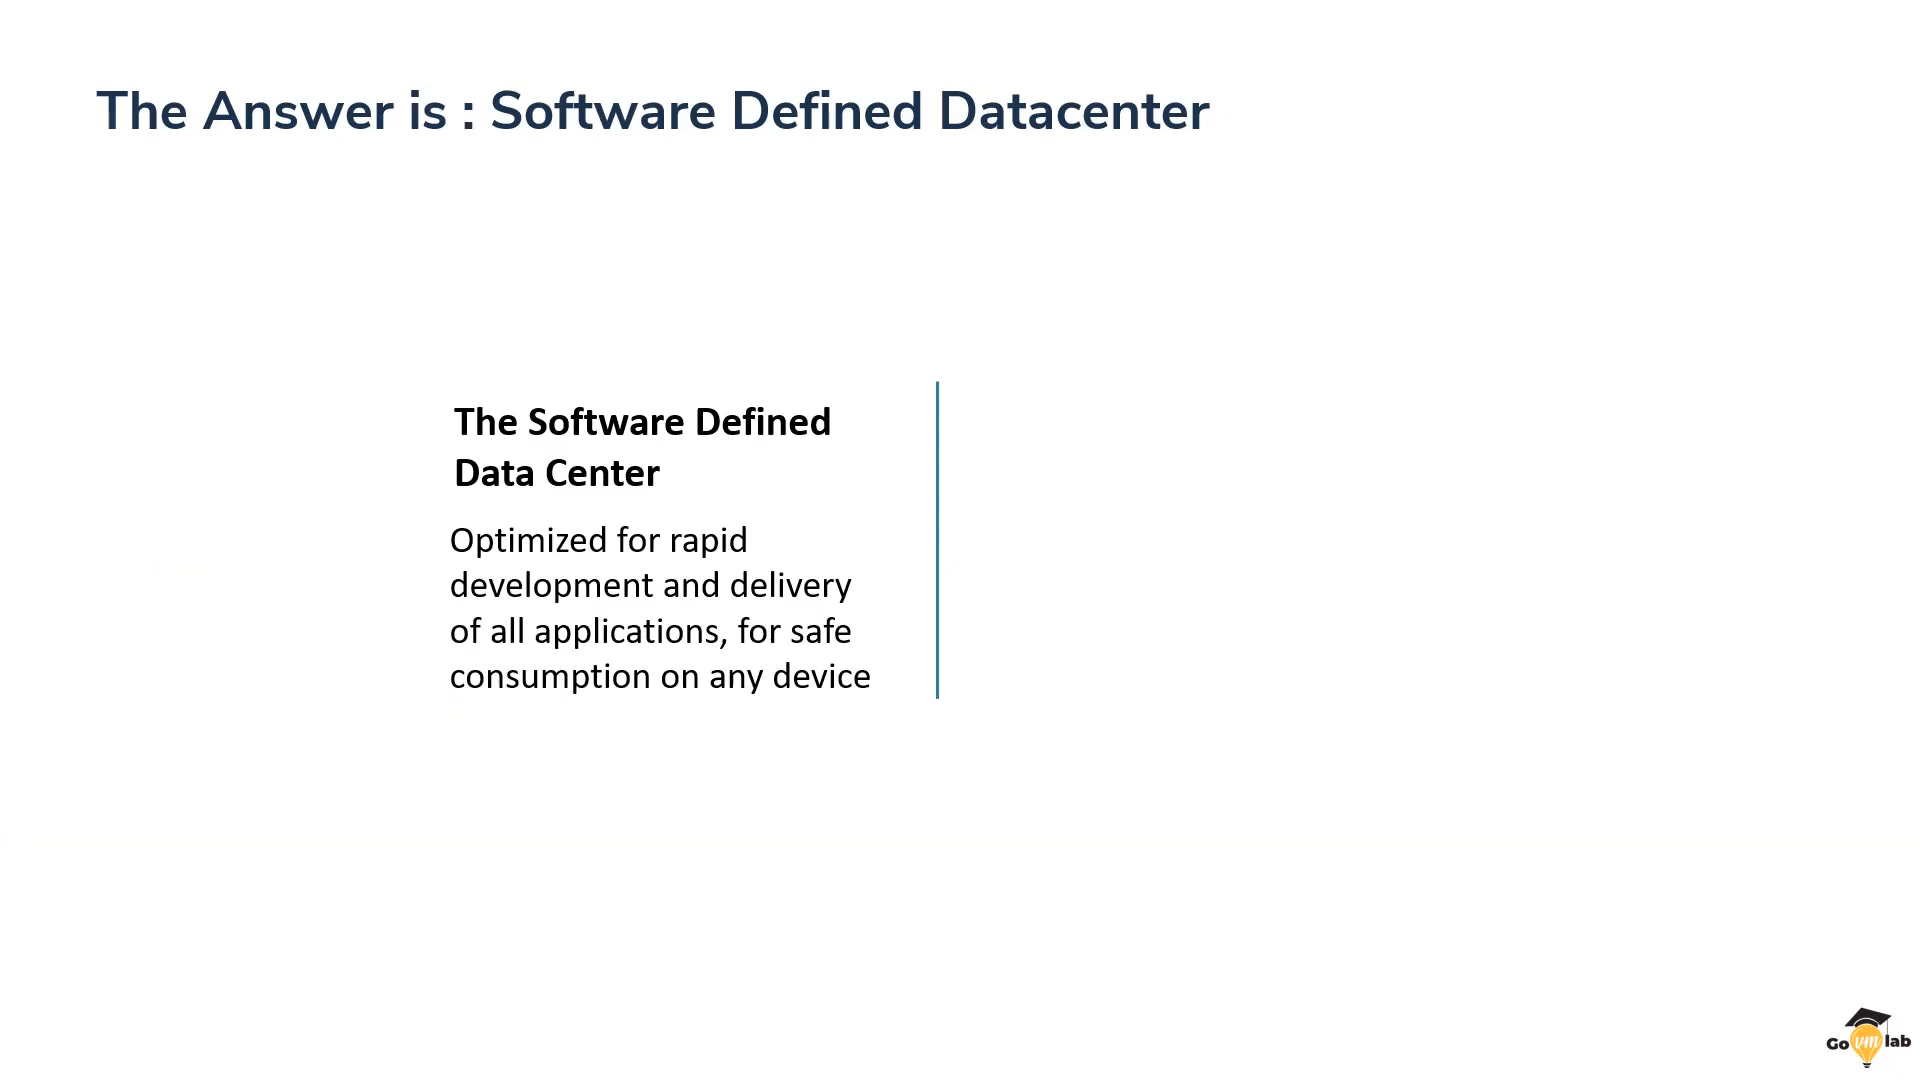 The Answer is : Software Defined Datacenter
The Software Defined
Data Center
Optimized for rapid
development and delivery
of all applications, for safe
consumption on any device
Go vm lab